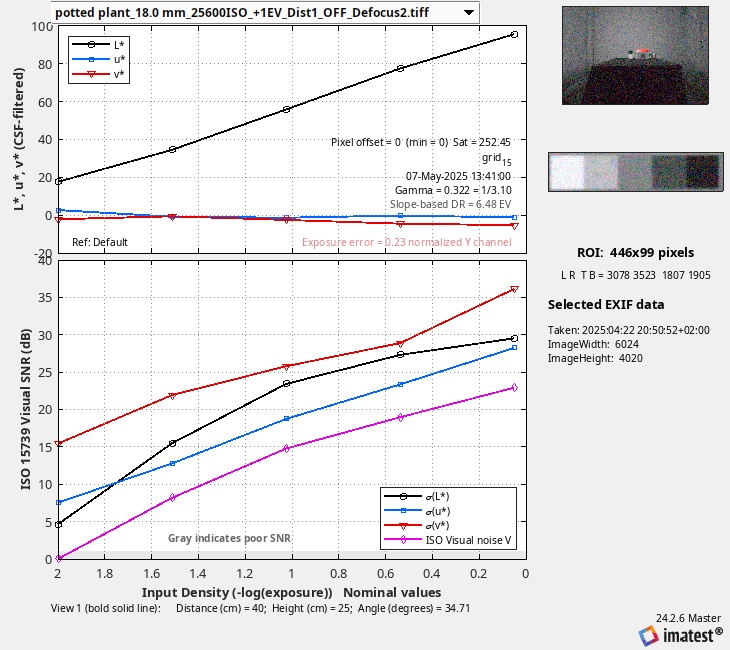 potted plant_18.0 mm_25600ISO_+1EV_Dist1_OFF_Defocus2.tiff
100
80
60
40
20
0
-20
L*, u*, v* (CSF-filtered)
L*
u*
v*
Pixel offset = 0 (min = 0) Sat = 252.45
grid15
07-May-2025 13:41:00
Gamma = 0.322 = 1/3.10
Slope-based DR = 6.48 EV
Ref: Default
Exposure error = 0.23 normalized Y channel
ROI: 446x99 pixels
L R T B = 3078 3523 1807 1905
Selected EXIF data
Taken: 2025:04:22 20:50:52+02:00
ImageWidth: 6024
ImageHeight: 4020
40
35
30
25
20
15
10
5
0
ISO 15739 Visual SNR (dB)
σ(L*)
σ(u*)
σ(v*)
ISO Visual noise V
Gray indicates poor SNR
2 1.8 1.6 1.4 1.2 1 0.8 0.6 0.4 0.2 0
Input Density (-log(exposure)) Nominal values
View 1 (bold solid line): Distance (cm) = 40; Height (cm) = 25; Angle (degrees) = 34.71
24.2.6 Master
imatest®